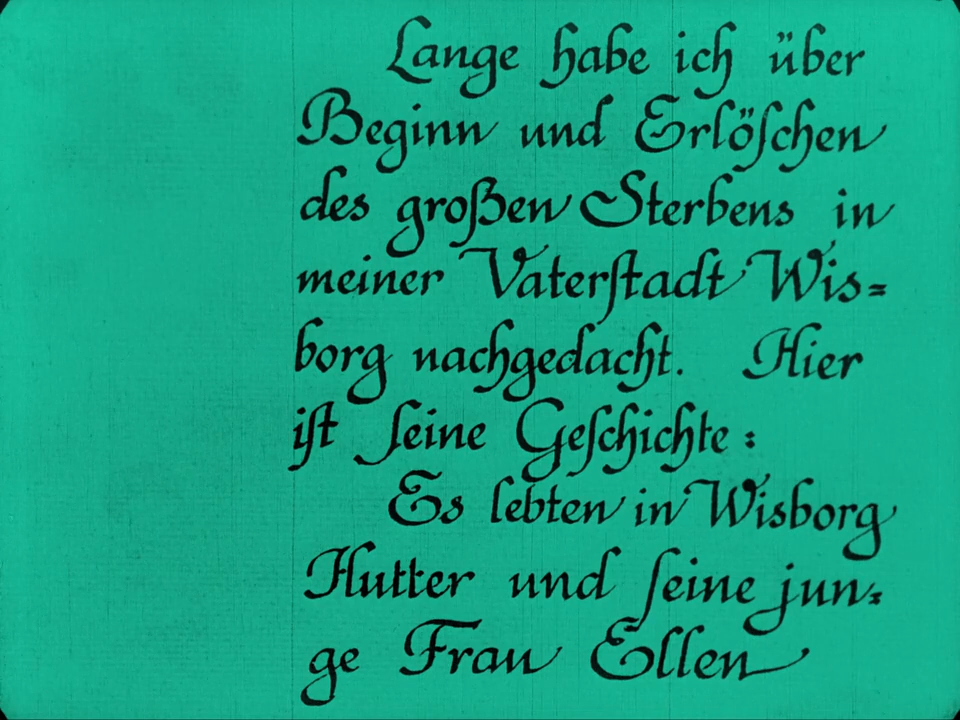 Lange habe ich über
Beginn und Erlöſchen
des großen Sterbens in
meiner Vaterſtadt Wis=
borg nachgedacht. Hier
iſt ſeine Geſchichte:
Es lebten in Wisborg
Hutter und ſeine jun=
ge Frau Ellen